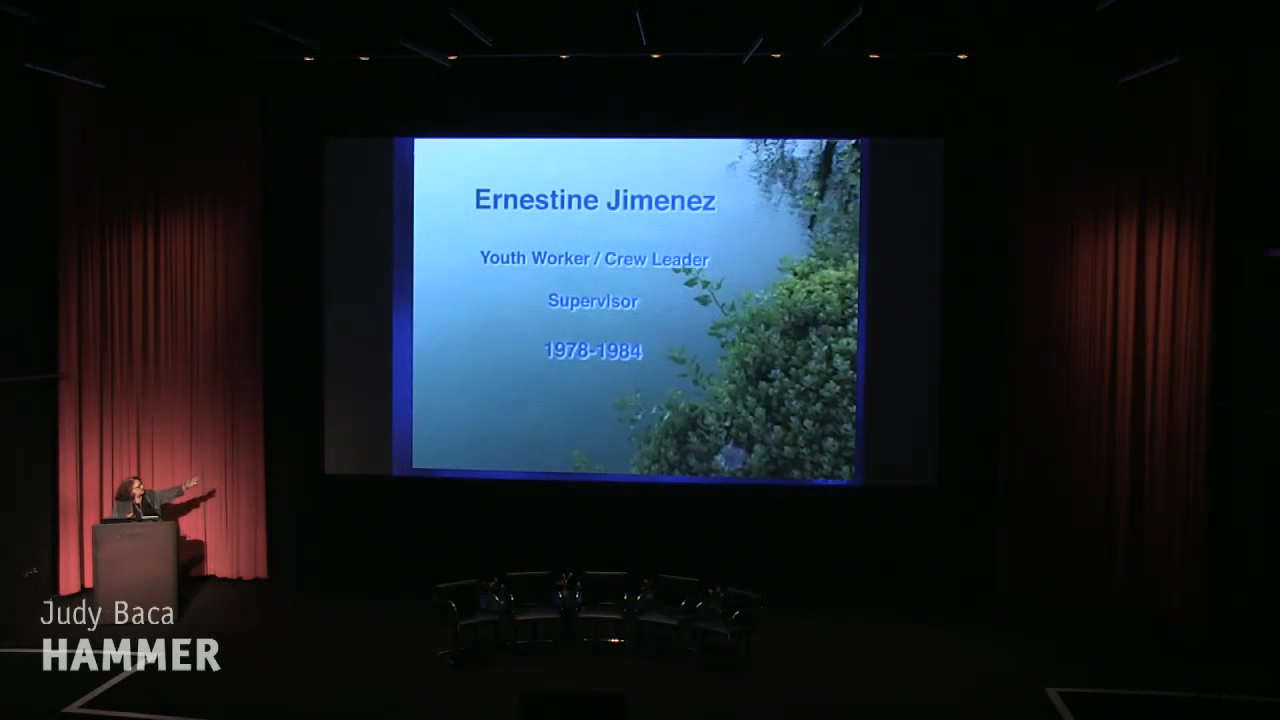 Ernestine Jimenez
Youth Worker / Crew Leader
Supervisor
1978-1984
Judy Baca
HAMMER